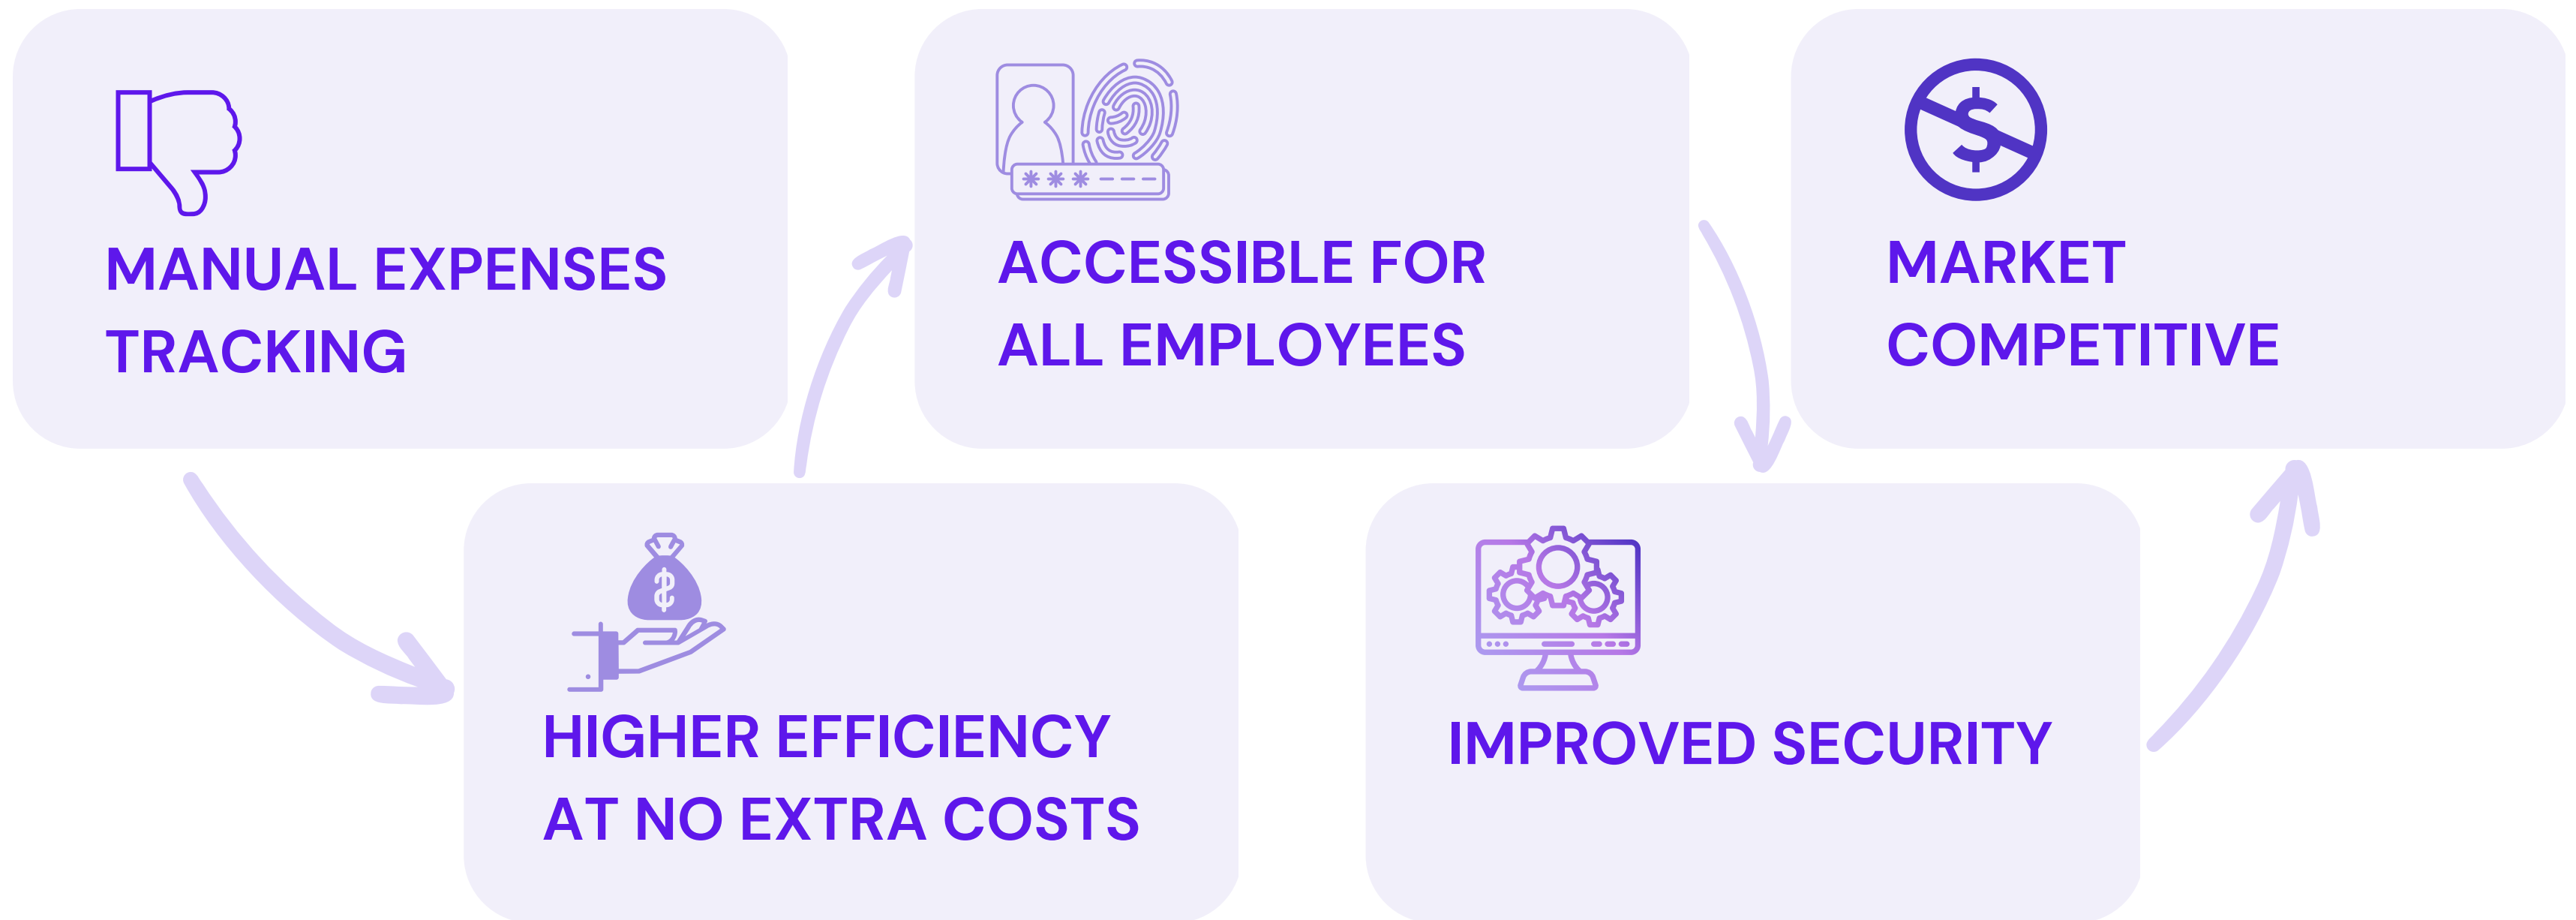 MANUAL EXPENSES
TRACKING
HIGHER EFFICIENCY
AT NO EXTRA COSTS
ACCESSIBLE FOR
ALL EMPLOYEES
IMPROVED SECURITY
MARKET
COMPETITIVE